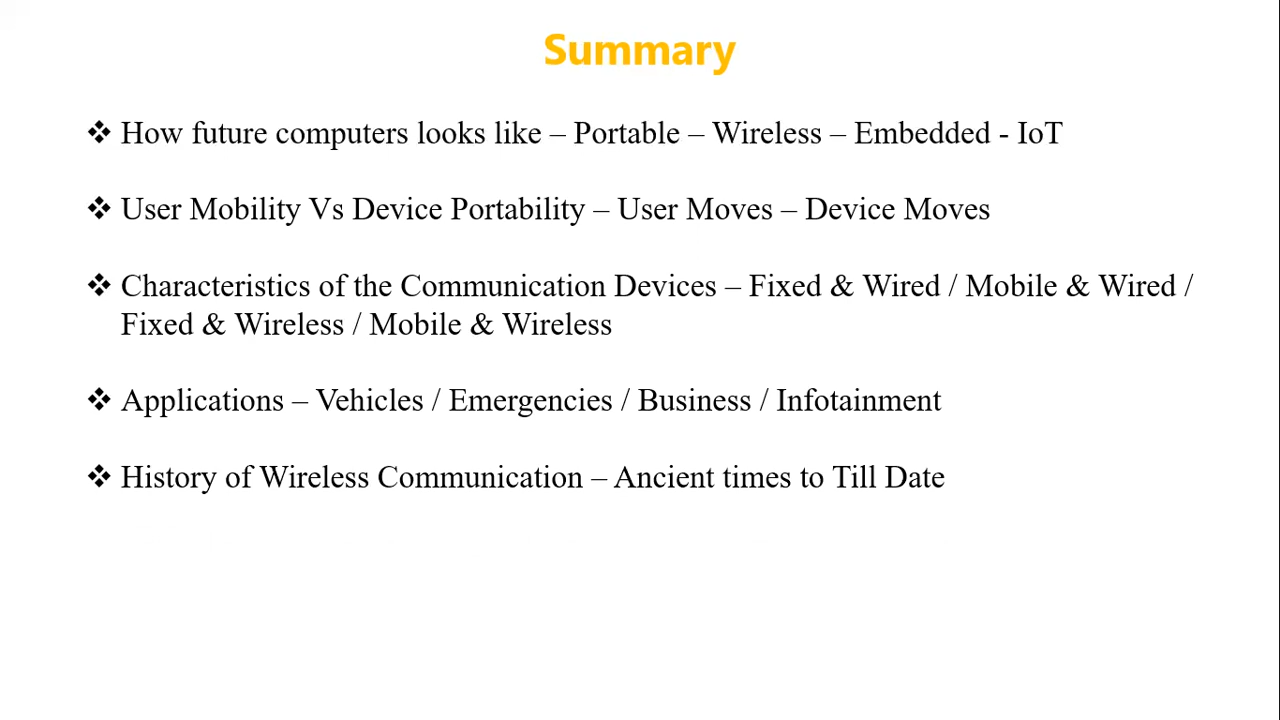 Summary
❖ How future computers looks like – Portable – Wireless – Embedded - IoT
❖ User Mobility Vs Device Portability – User Moves – Device Moves
❖ Characteristics of the Communication Devices – Fixed & Wired / Mobile & Wired /
Fixed & Wireless / Mobile & Wireless
❖ Applications – Vehicles / Emergencies / Business / Infotainment
❖ History of Wireless Communication – Ancient times to Till Date